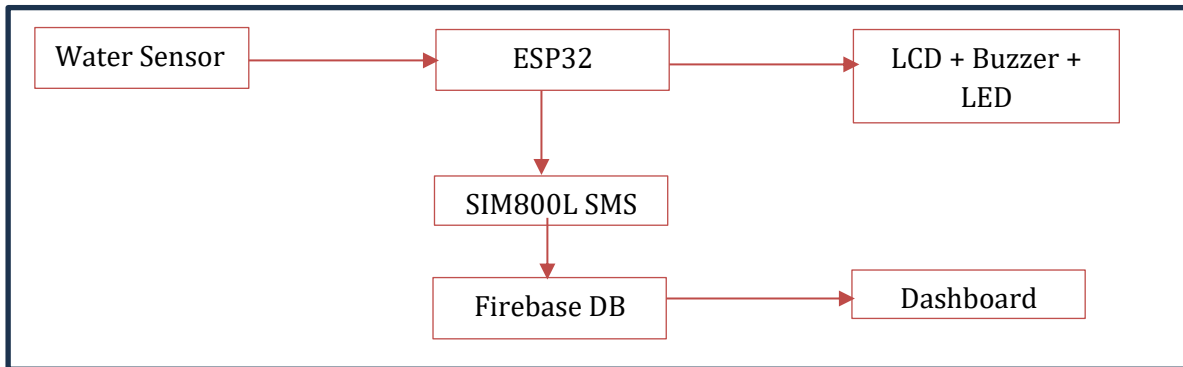 Water Sensor
ESP32
LCD + Buzzer +
LED
SIM800L SMS
Firebase DB
Dashboard